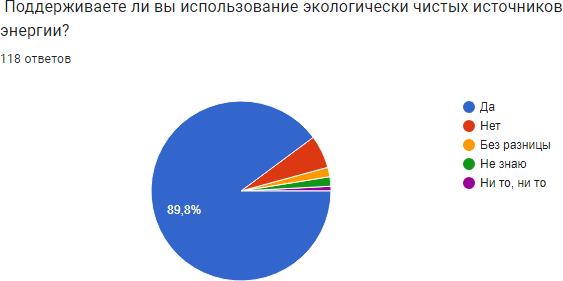 Поддерживаете ли вы использование экологически чистых источников
энергии?
118 ответов
Да
Нет
Без разницы
Не знаю
Ни то, ни то
89,8%